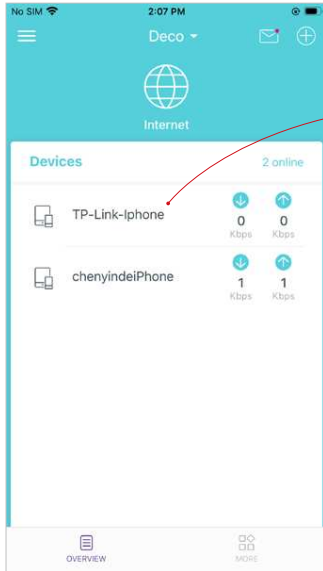 No SIM 2:07 PM
Deco
Internet
Devices 2 online
TP-Link-Iphone 0 0
Kbps Kbps
chenyindeiPhone 1 1
Kbps Kbps
OVERVIEW MORE